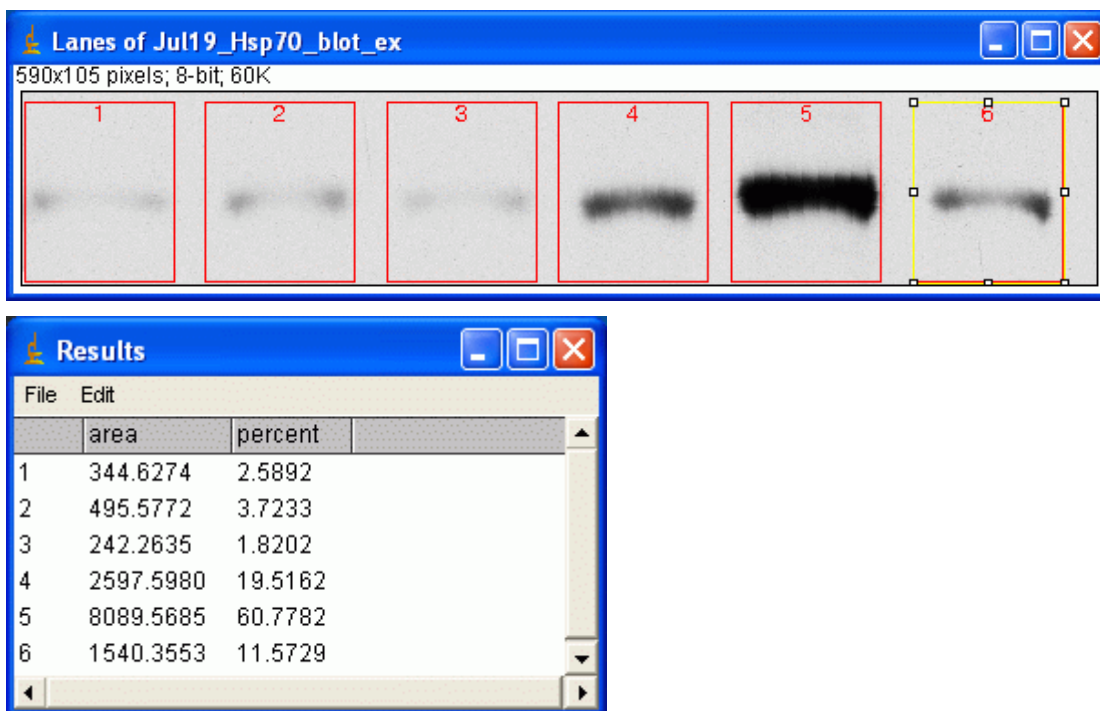 Lanes of Jul19_Hsp70_blot_ex
590x105 pixels; 8-bit; 60K
1 2 3 4 5 6
Results
File Edit
area percent
1 344.6274 2.5892
2 495.5772 3.7233
3 242.2635 1.8202
4 2597.5980 19.5162
5 8089.5685 60.7782
6 1540.3553 11.5729